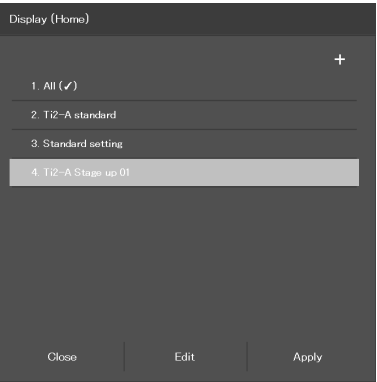 Display (Home)
+
1. All (✓)
2. Ti2-A standard
3. Standard setting
4. Ti2-A Stage up 01
Close Edit Apply